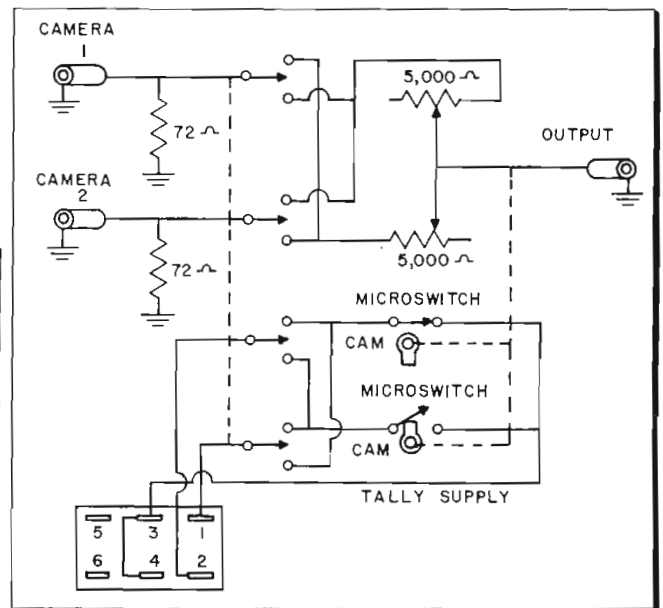 CAMERA
1
72 Ω
5,000 Ω
OUTPUT
CAMERA
2
72 Ω
5,000 Ω
MICROSWITCH
CAM
MICROSWITCH
CAM
TALLY SUPPLY
5 3 1
6 4 2